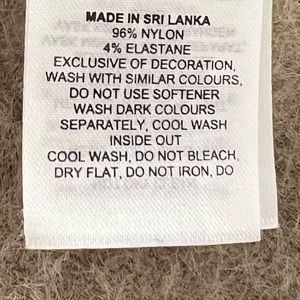 MADE IN SRI LANKA
96% NYLON
4% ELASTANE
EXCLUSIVE OF DECORATION,
WASH WITH SIMILAR COLOURS,
DO NOT USE SOFTENER
WASH DARK COLOURS
SEPARATELY, COOL WASH
INSIDE OUT
COOL WASH, DO NOT BLEACH,
DRY FLAT, DO NOT IRON, DO